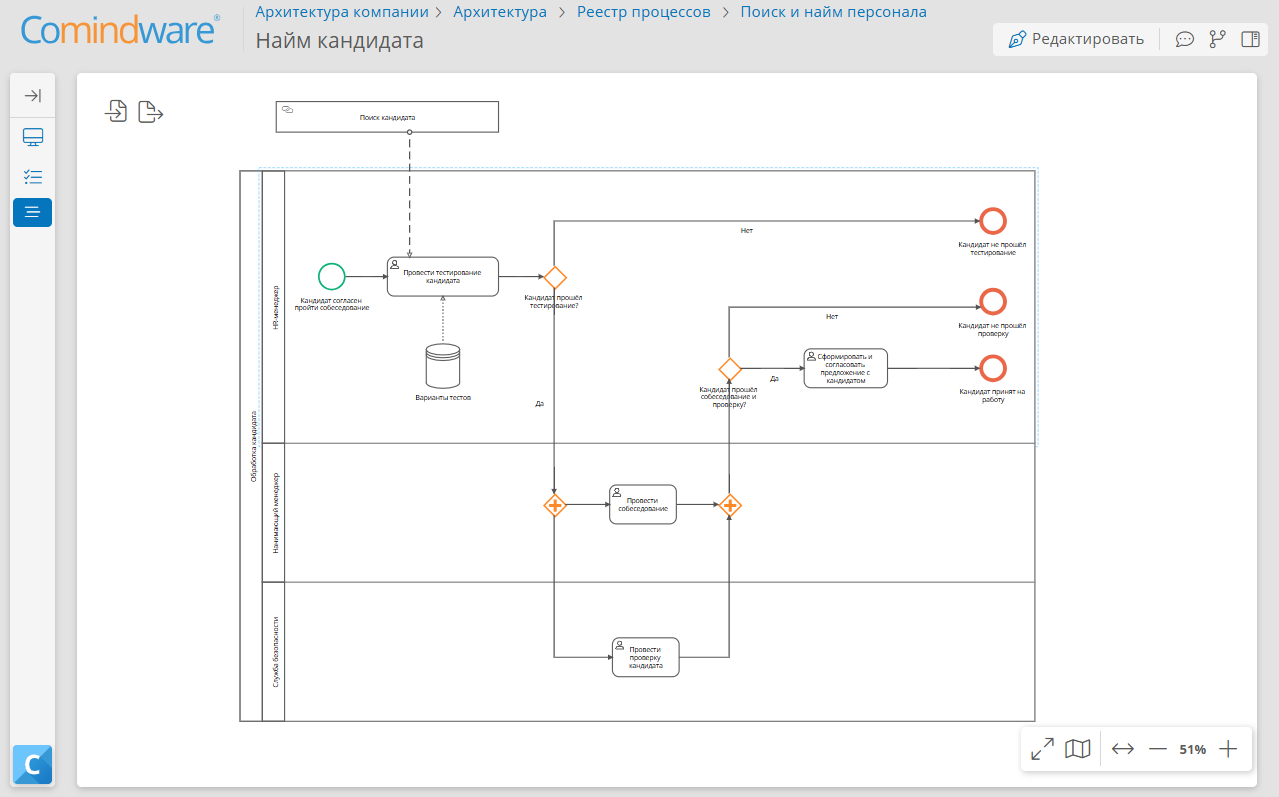 Comindware®
Архитектура компании > Архитектура > Реестр процессов > Поиск и найм персонала
Найм кандидата
Редактировать
Поиск кандидата
Обработка кандидата
HR-менеджер
Кандидат согласен
пройти собеседование
Провести тестирование
кандидата
Варианты тестов
Кандидат прошёл
тестирование?
Нет
Да
Кандидат не прошёл
тестирование
Кандидат прошёл
собеседование и
проверку?
Нет
Да
Кандидат не прошёл
проверку
Сформировать и
согласовать
предложение с
кандидатом
Кандидат принят на
работу
Нанимающий менеджер
Провести
собеседование
Служба безопасности
Провести
проверку
кандидата
C
51%